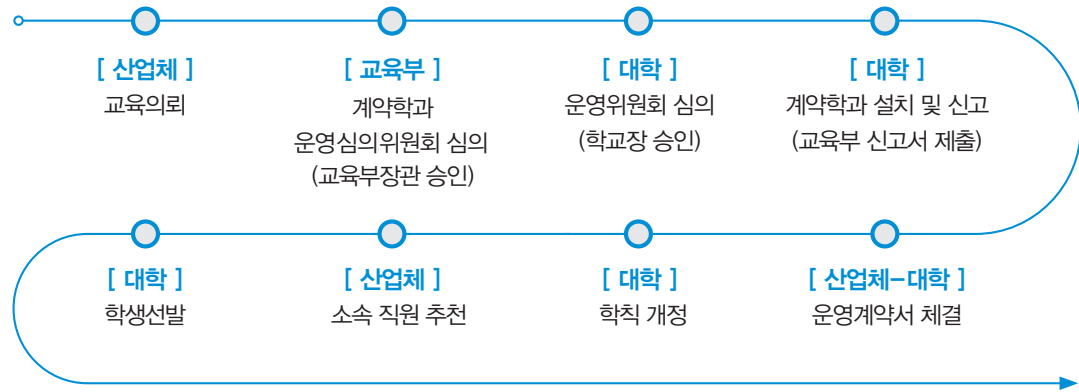 [ 산업체 ]
교육의뢰
[ 교육부 ]
계약학과
운영심의위원회 심의
(교육부장관 승인)
[ 대학 ]
운영위원회 심의
(학교장 승인)
[ 대학 ]
계약학과 설치 및 신고
(교육부 신고서 제출)
[ 산업체-대학 ]
운영계약서 체결
[ 대학 ]
학칙 개정
[ 산업체 ]
소속 직원 추천
[ 대학 ]
학생선발